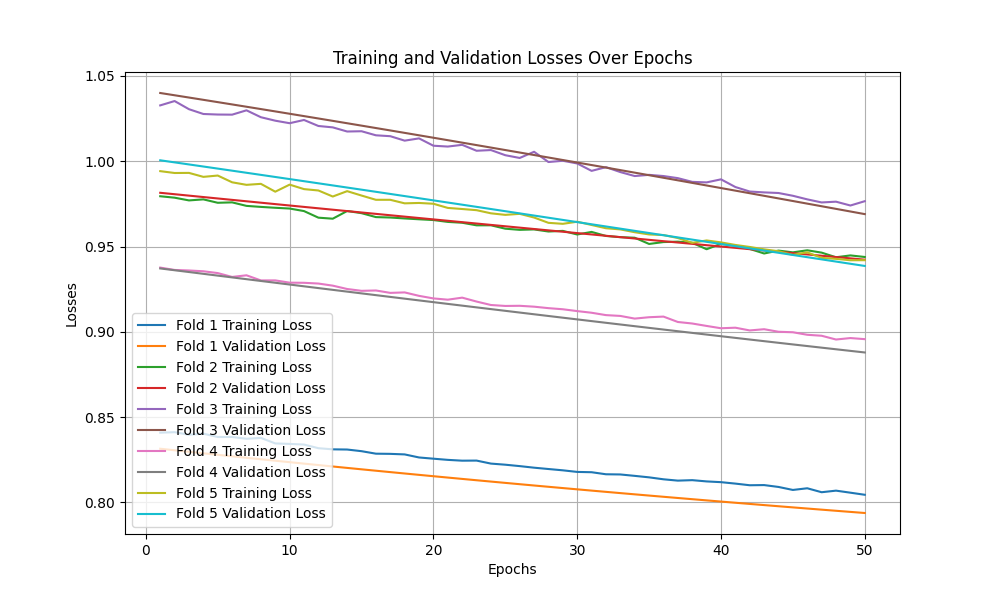 Training and Validation Losses Over Epochs
1.05
1.00
0.95
0.90
0.85
0.80
Losses
Fold 1 Training Loss
Fold 1 Validation Loss
Fold 2 Training Loss
Fold 2 Validation Loss
Fold 3 Training Loss
Fold 3 Validation Loss
Fold 4 Training Loss
Fold 4 Validation Loss
Fold 5 Training Loss
Fold 5 Validation Loss
0 10 20 30 40 50
Epochs